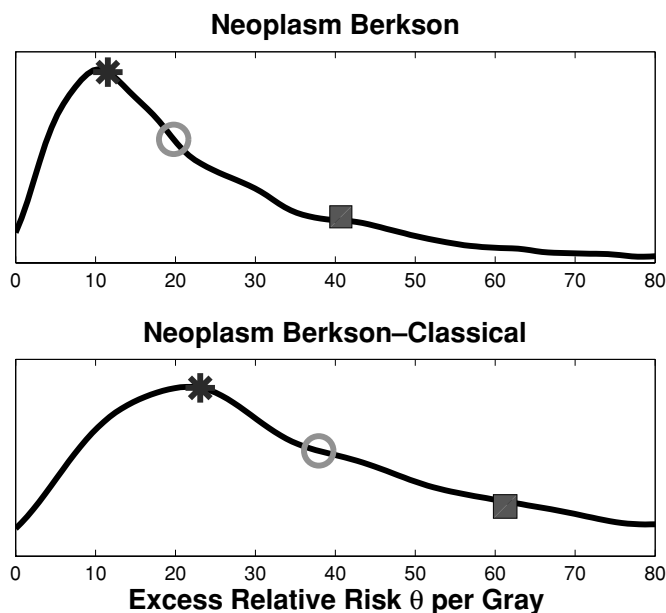 Neoplasm Berkson
0 10 20 30 40 50 60 70 80
Neoplasm Berkson–Classical
0 10 20 30 40 50 60 70 80
Excess Relative Risk θ per Gray